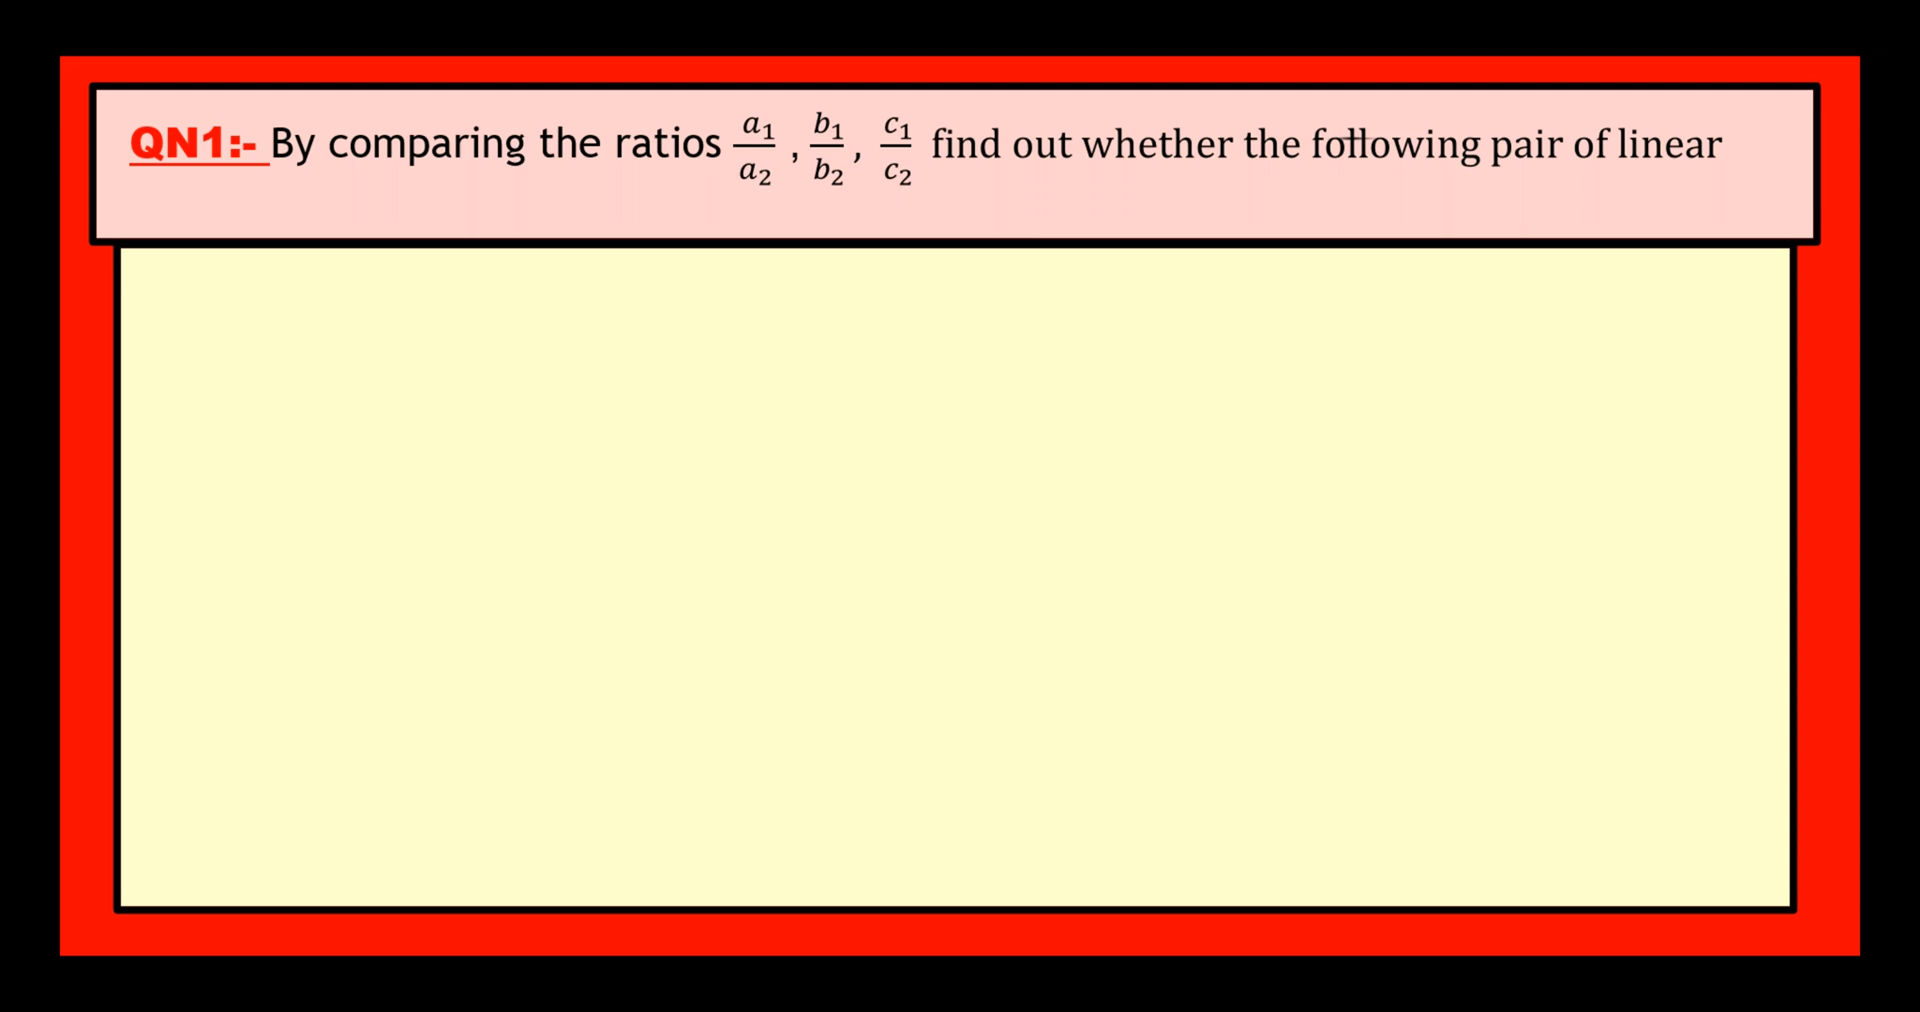 QN1:- By comparing the ratios a₁/a₂ , b₁/b₂, c₁/c₂ find out whether the following pair of linear